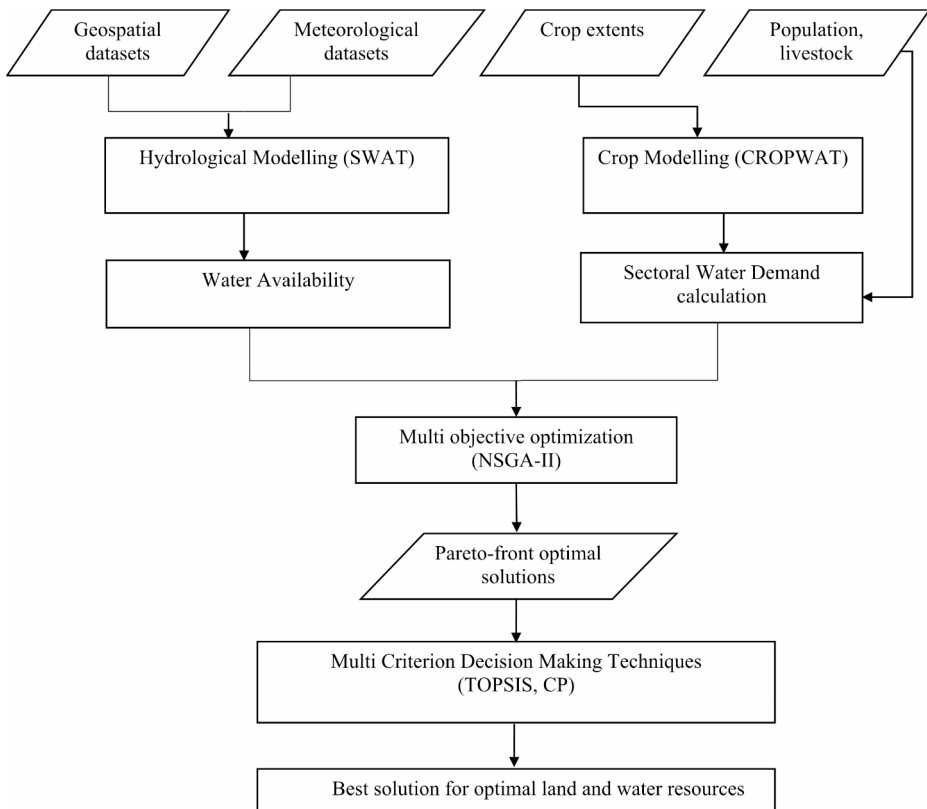 Geospatial
datasets
Meteorological
datasets
Crop extents
Population,
livestock
Hydrological Modelling (SWAT)
Crop Modelling (CROPWAT)
Water Availability
Sectoral Water Demand
calculation
Multi objective optimization
(NSGA-II)
Pareto-front optimal
solutions
Multi Criterion Decision Making Techniques
(TOPSIS, CP)
Best solution for optimal land and water resources